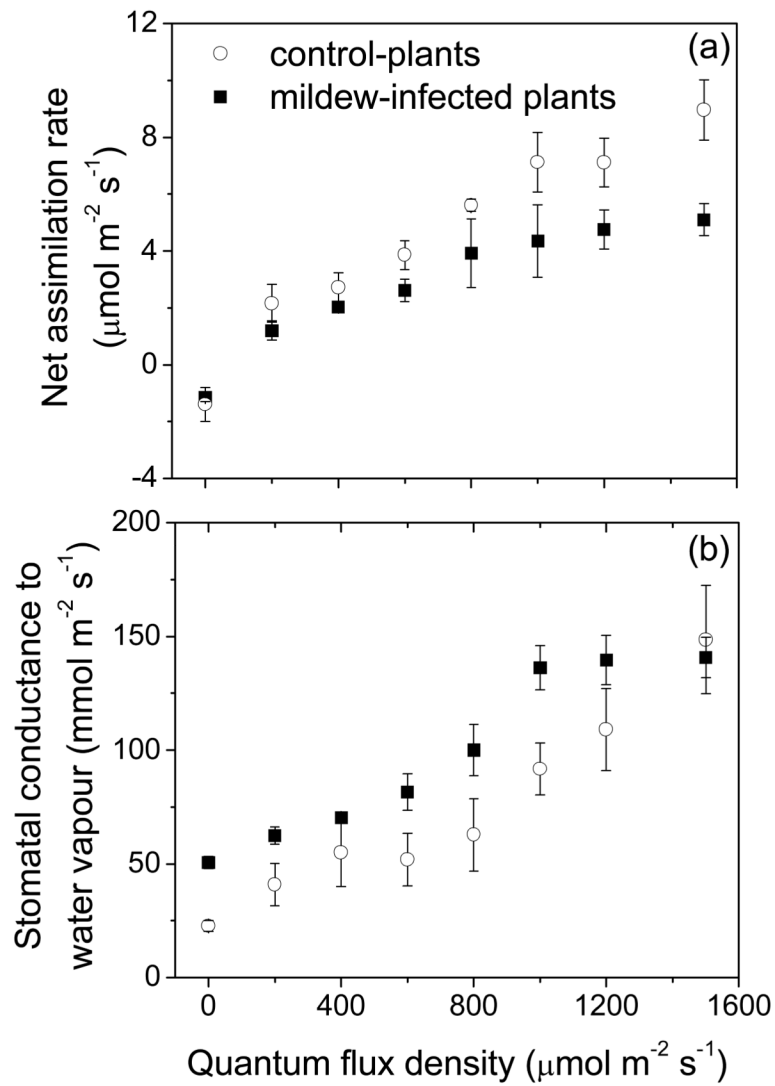 12
(a)
control-plants
mildew-infected plants
8
4
0
-4
Net assimilation rate
(μmol m⁻² s⁻¹)
200
(b)
150
100
50
0
Stomatal conductance to
water vapour (mmol m⁻² s⁻¹)
0 400 800 1200 1600
Quantum flux density (μmol m⁻² s⁻¹)